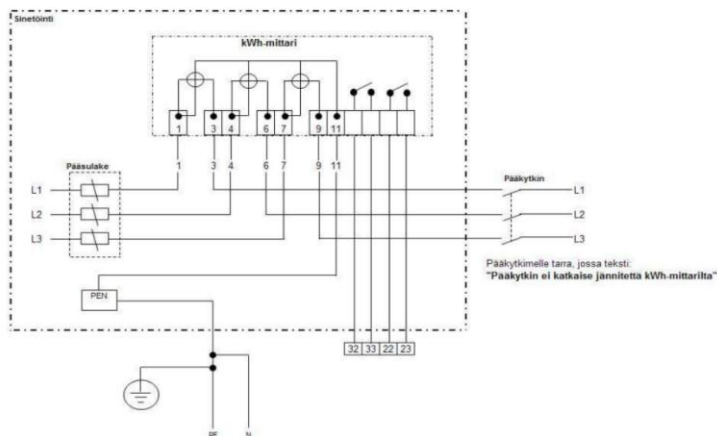 Sinetöinti
kWh-mittari
1 3 4 6 7 9 11
Pääsulake
1 3 4 6 7 9 11
Pääkytkin
L1 L1
L2 L2
L3 L3
Pääkytkimelle tarra, jossa teksti:
"Pääkytkin ei katkaise jännitettä kWh-mittarilta"
PEN
32 33 22 23
PE N